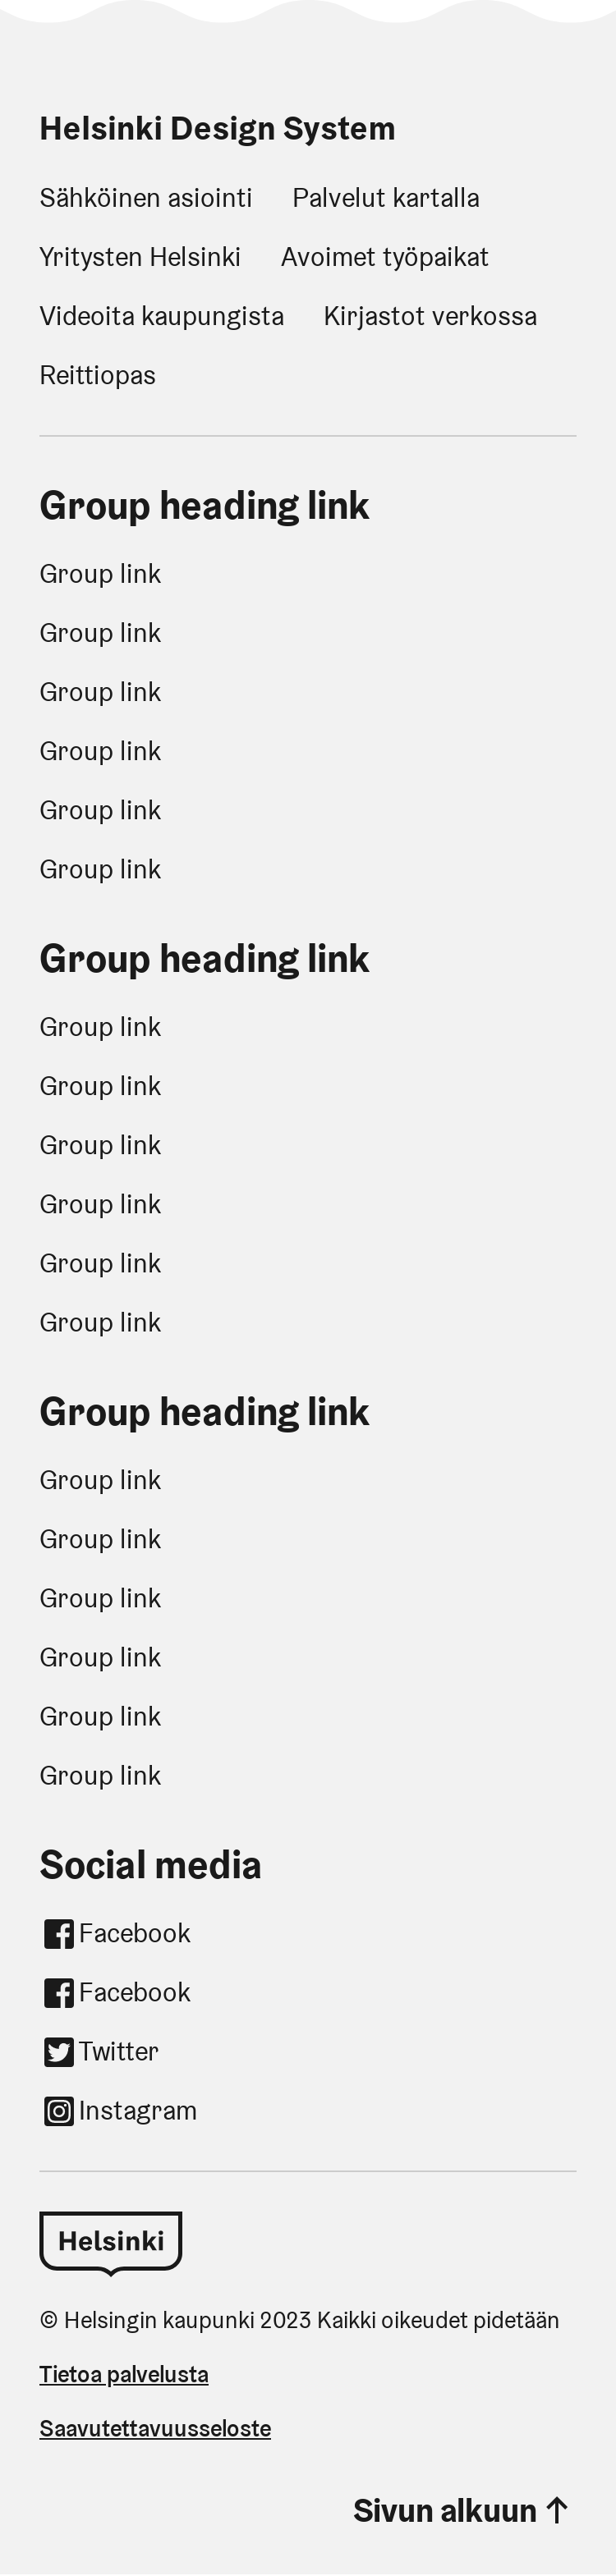 Helsinki Design System
Sähköinen asiointi Palvelut kartalla
Yritysten Helsinki Avoimet työpaikat
Videoita kaupungista Kirjastot verkossa
Reittiopas
Group heading link
Group link
Group link
Group link
Group link
Group link
Group link
Group heading link
Group link
Group link
Group link
Group link
Group link
Group link
Group heading link
Group link
Group link
Group link
Group link
Group link
Group link
Social media
Facebook
Facebook
Twitter
Instagram
Helsinki
© Helsingin kaupunki 2023 Kaikki oikeudet pidetään
Tietoa palvelusta
Saavutettavuusseloste
Sivun alkuun ↑